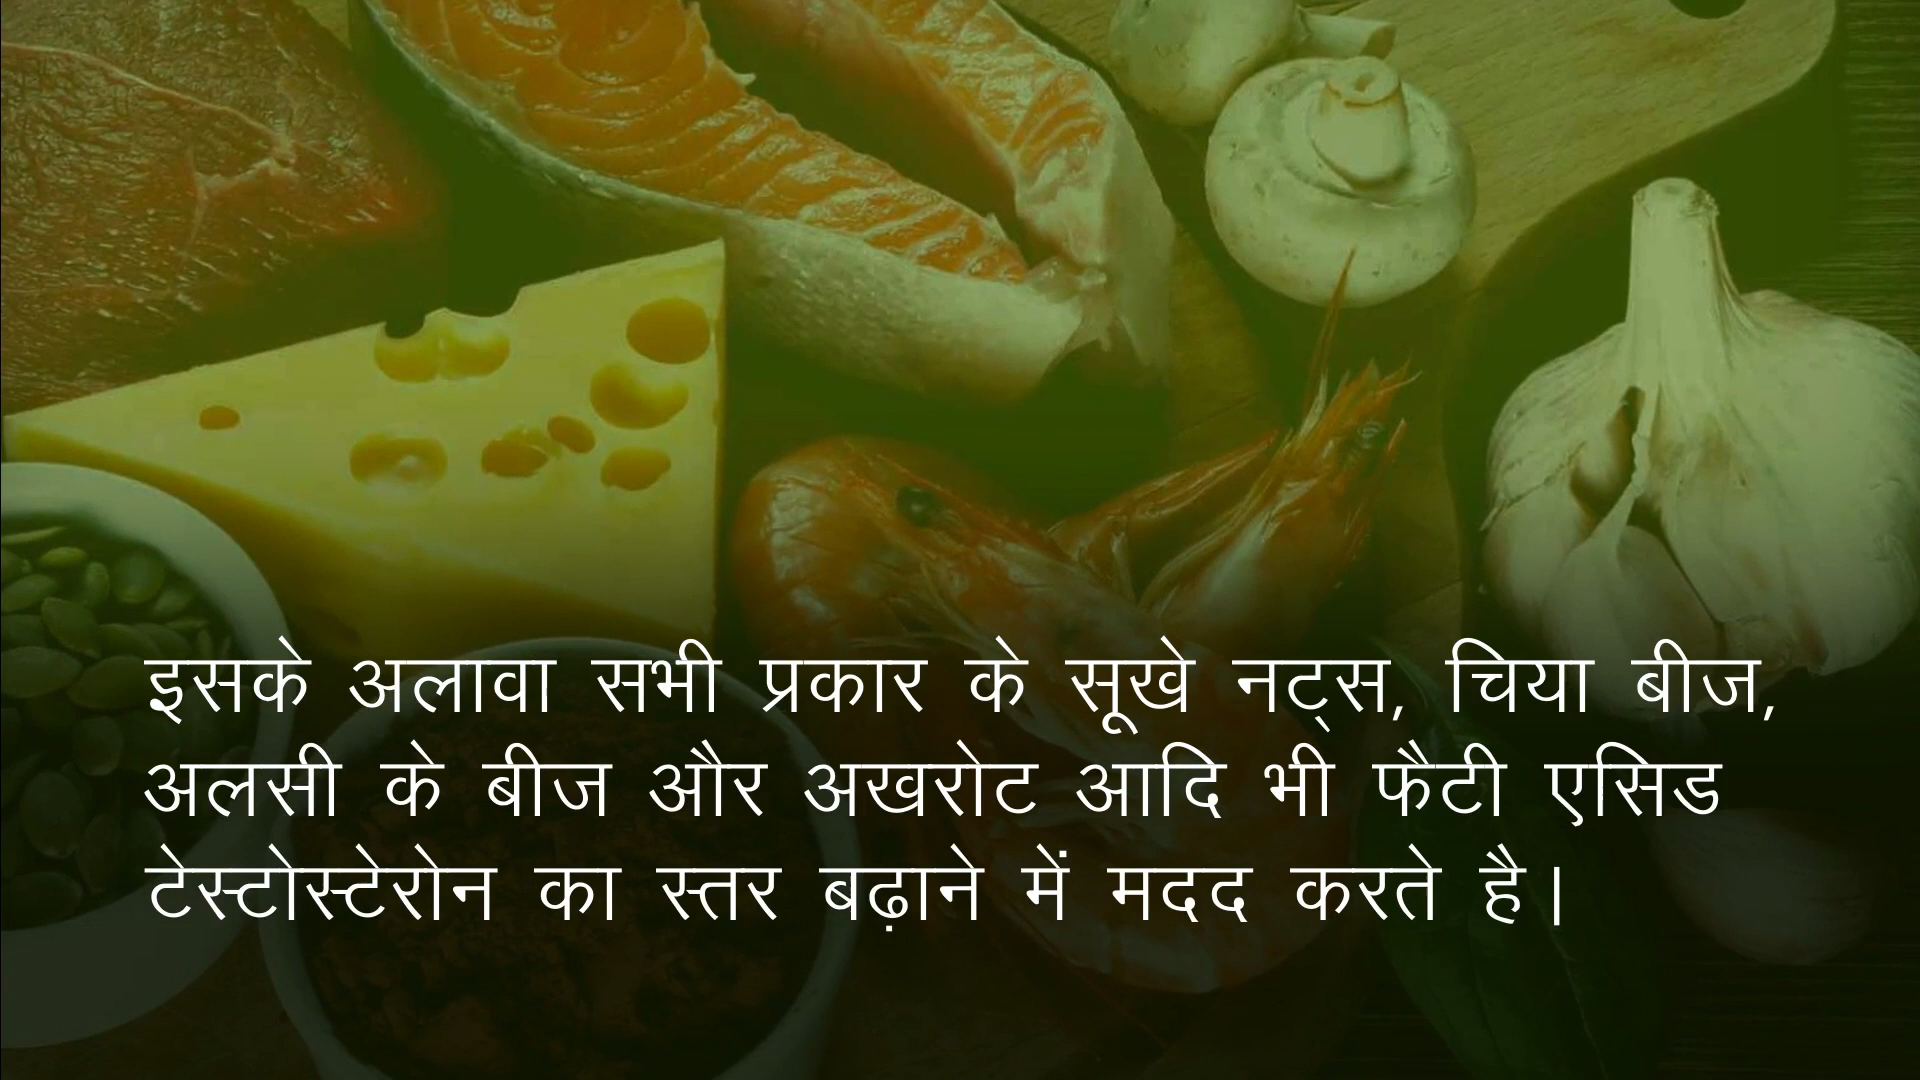 इसके अलावा सभी प्रकार के सूखे नट्स, चिया बीज,
अलसी के बीज और अखरोट आदि भी फैटी एसिड
टेस्टोस्टेरोन का स्तर बढ़ाने में मदद करते है।